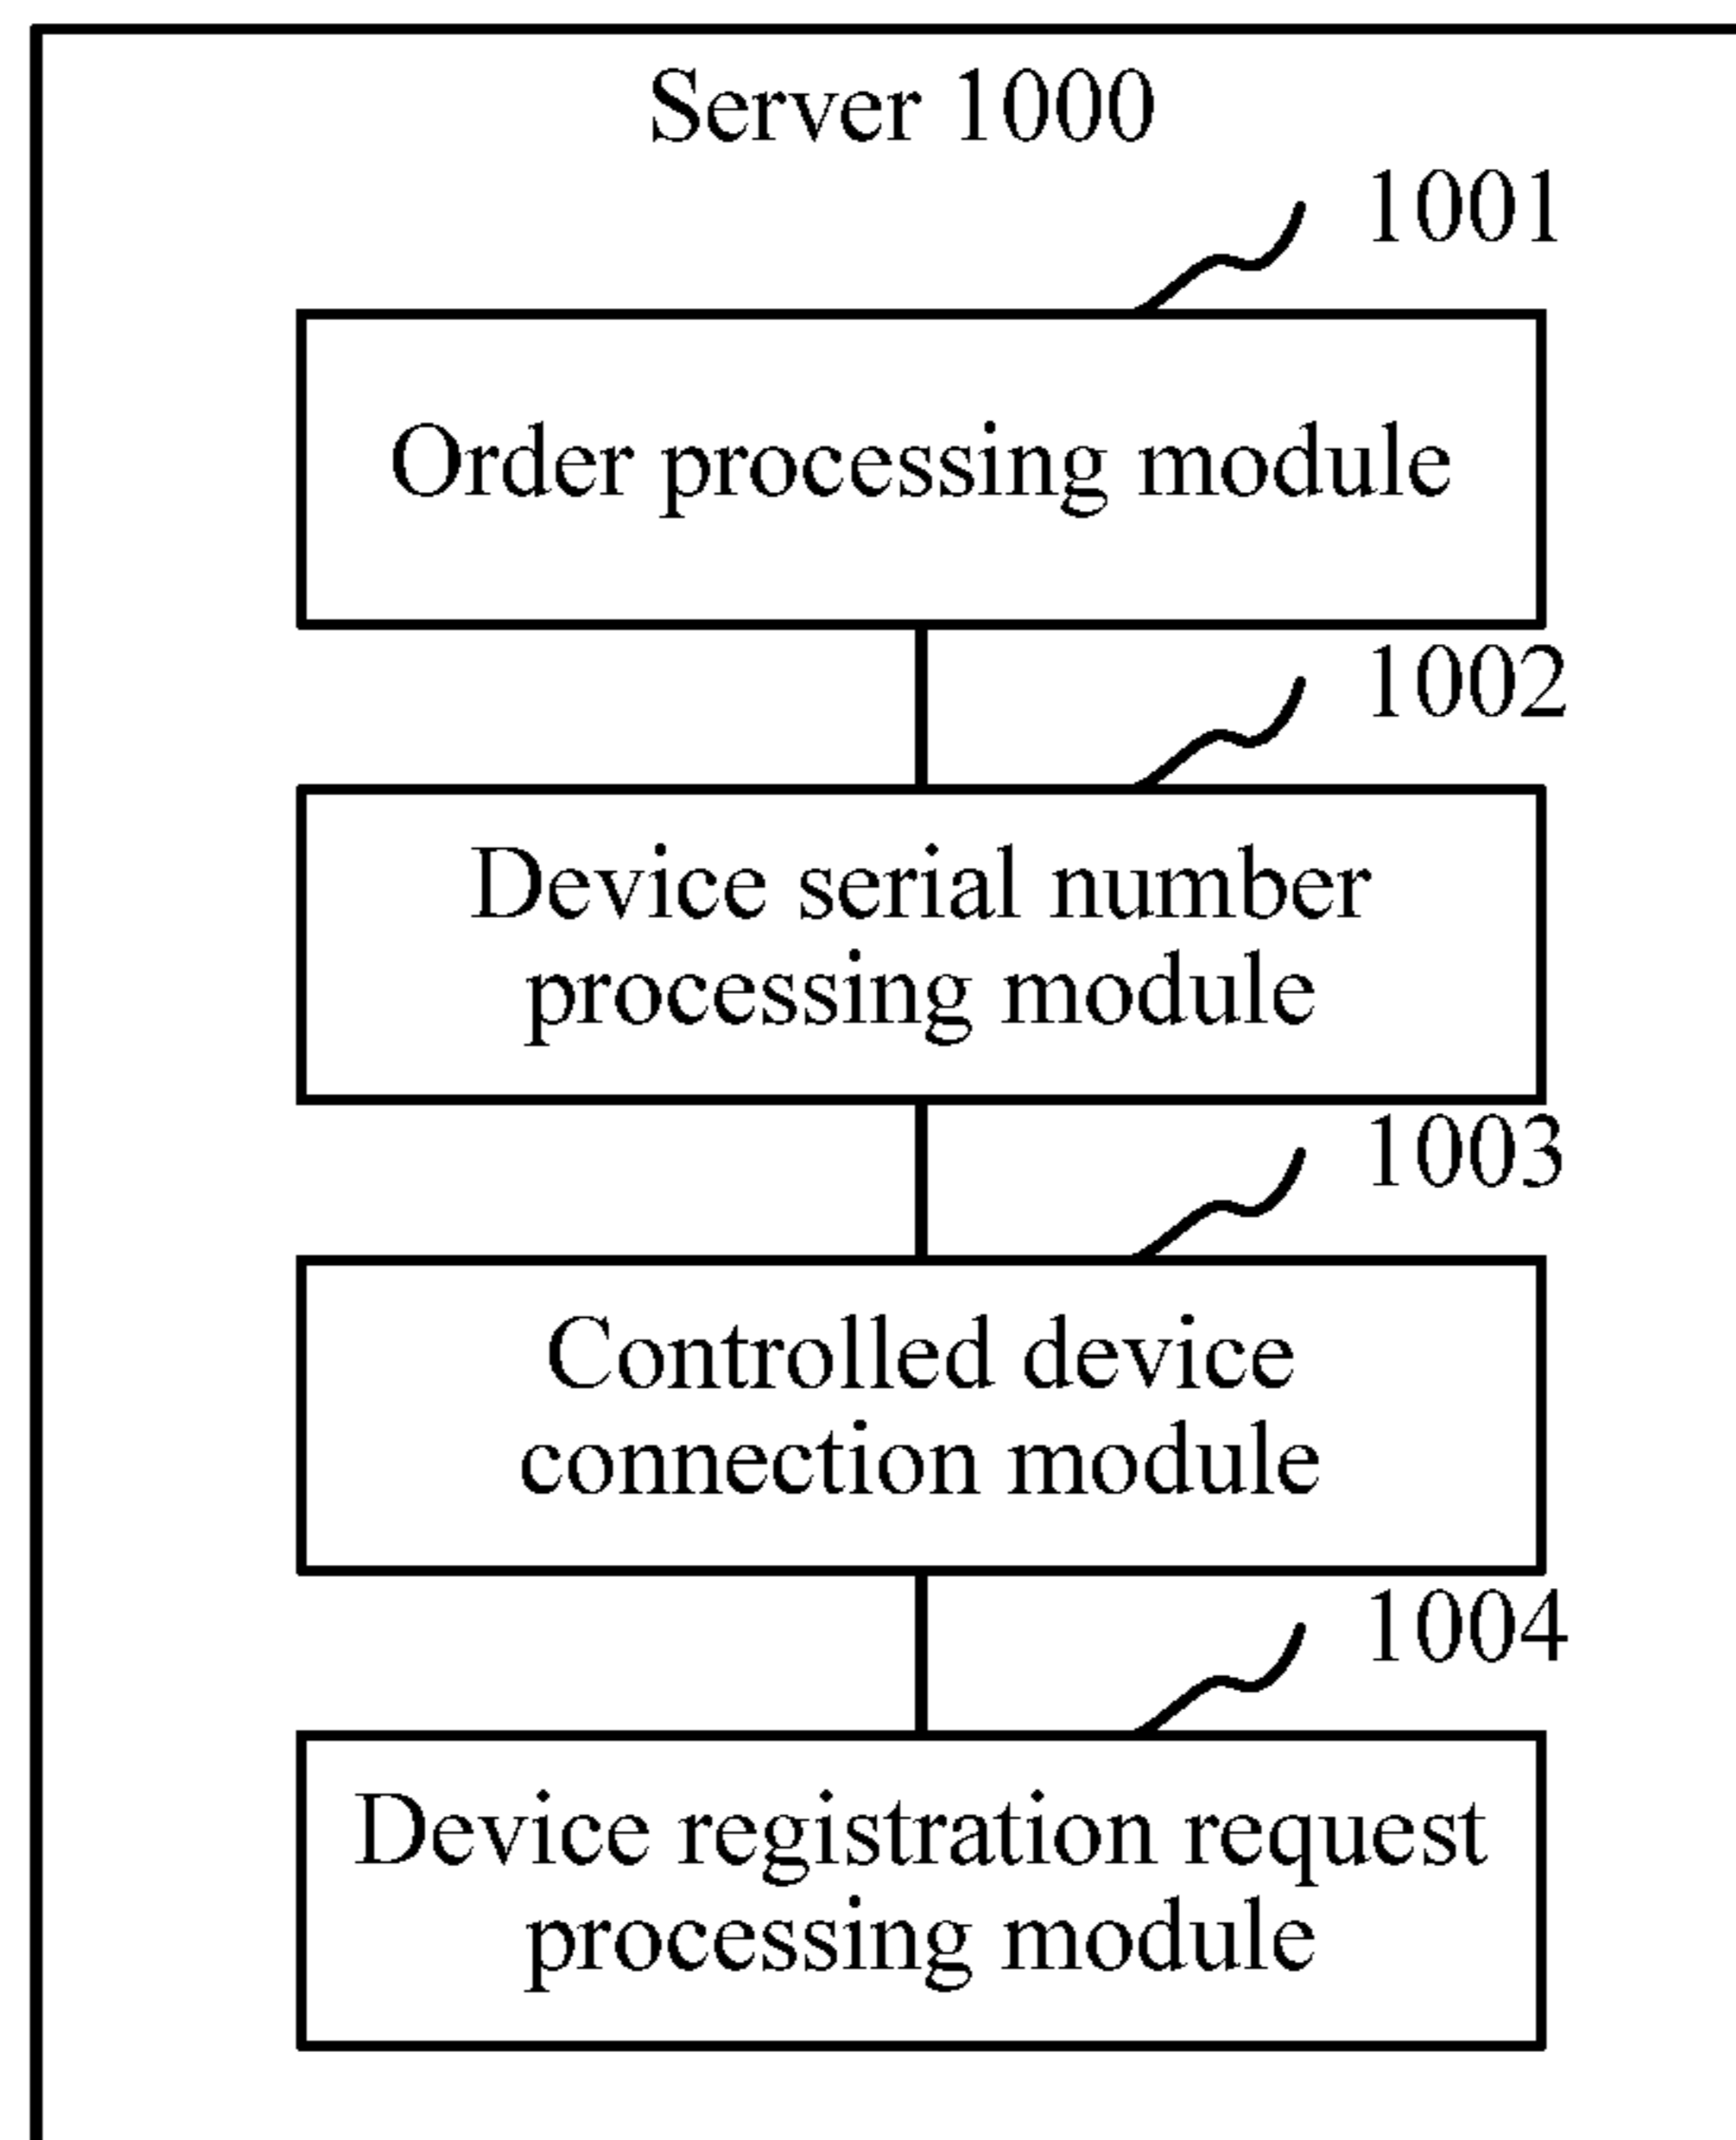 Server 1000
1001
Order processing module
1002
Device serial number
processing module
1003
Controlled device
connection module
1004
Device registration request
processing module